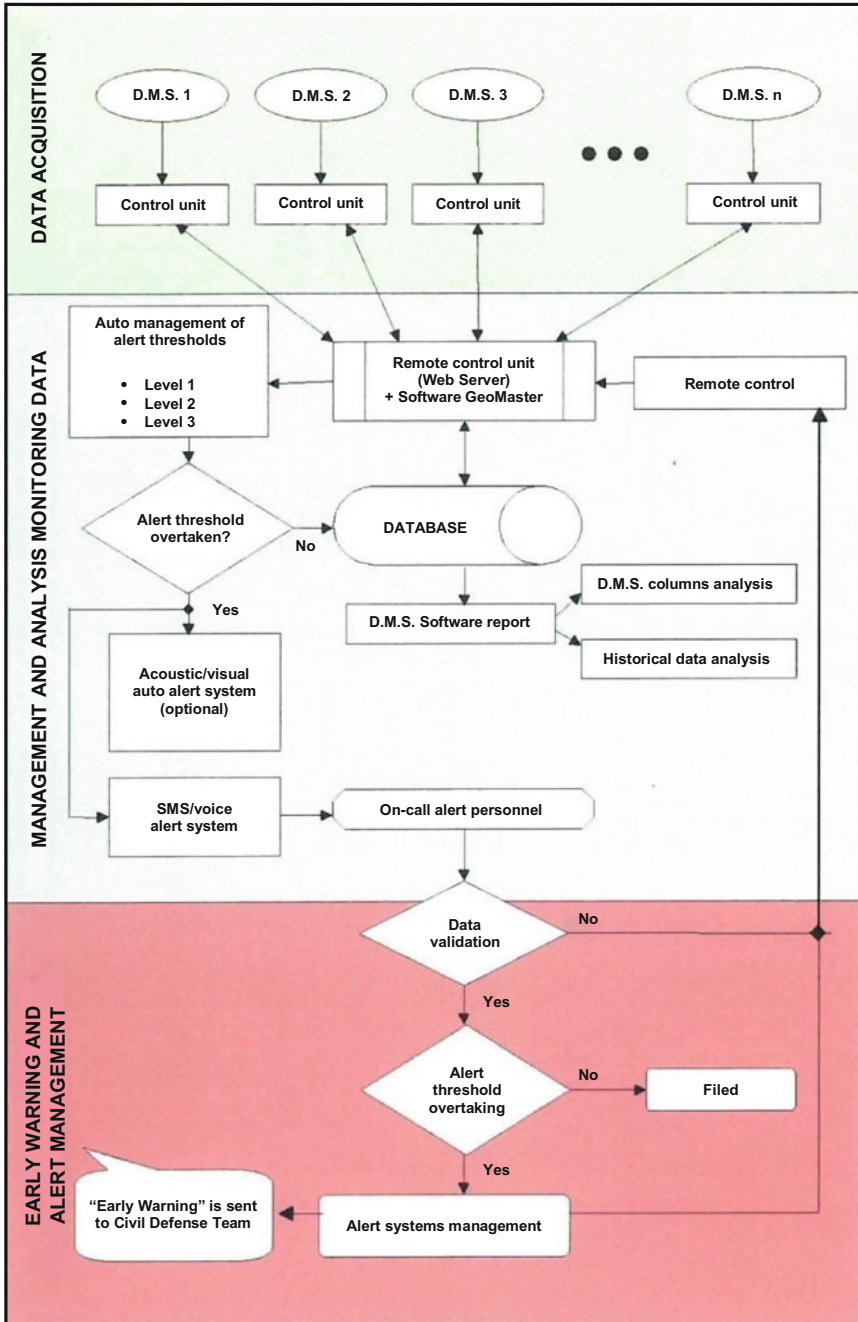 DATA ACQUISITION
D.M.S. 1
D.M.S. 2
D.M.S. 3
D.M.S. n
Control unit
Control unit
Control unit
Control unit
MANAGEMENT AND ANALYSIS MONITORING DATA
Auto management of
alert thresholds
• Level 1
• Level 2
• Level 3
Remote control unit
(Web Server)
+ Software GeoMaster
Remote control
Alert threshold
overtaken?
No
DATABASE
Yes
D.M.S. Software report
D.M.S. columns analysis
Historical data analysis
Acoustic/visual
auto alert system
(optional)
SMS/voice
alert system
On-call alert personnel
EARLY WARNING AND
ALERT MANAGEMENT
Data
validation
No
Yes
Alert
threshold
overtaking
No
Filed
Yes
Alert systems management
“Early Warning” is sent
to Civil Defense Team